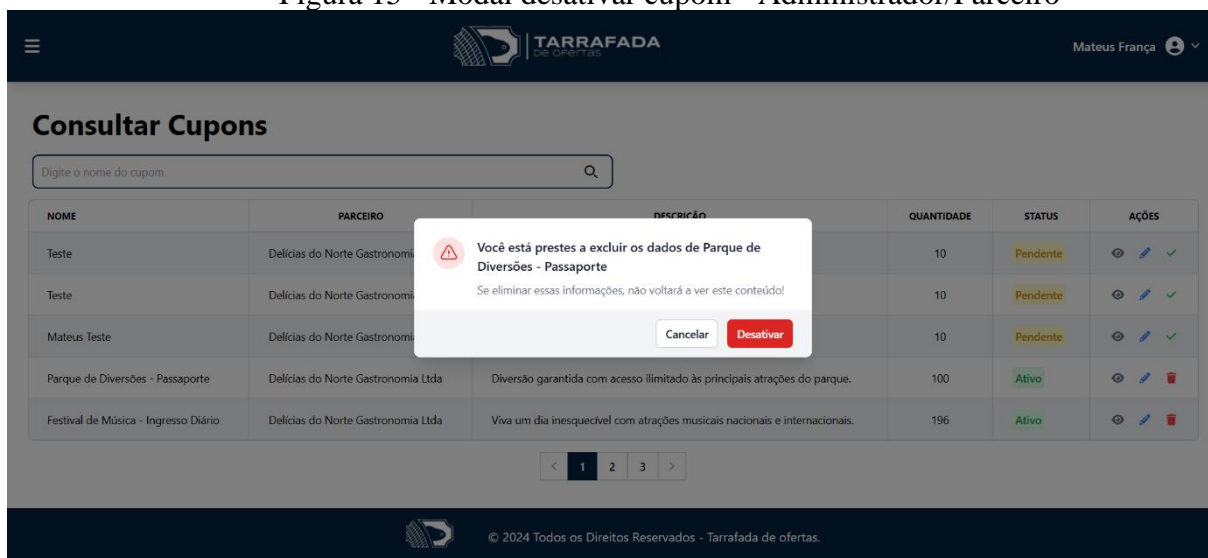 Figura 15 - Modal desativar cupom - Administrador/Parceiro
TARRAFADA
DE OFERTAS
Mateus França
Consultar Cupons
Digite o nome do cupom
NOME PARCEIRO DESCRIÇÃO QUANTIDADE STATUS AÇÕES
Teste Delícias do Norte Gastronomi 10 Pendente
Teste Delícias do Norte Gastronomi 10 Pendente
Mateus Teste Delícias do Norte Gastronomi 10 Pendente
Você está prestes a excluir os dados de Parque de
Diversões - Passaporte
Se eliminar essas informações, não voltará a ver este conteúdo!
Cancelar Desativar
Parque de Diversões - Passaporte Delícias do Norte Gastronomia Ltda Diversão garantida com acesso ilimitado às principais atrações do parque. 100 Ativo
Festival de Música - Ingresso Diário Delícias do Norte Gastronomia Ltda Viva um dia inesquecível com atrações musicais nacionais e internacionais. 196 Ativo
< 1 2 3 >
© 2024 Todos os Direitos Reservados - Tarrafada de ofertas.